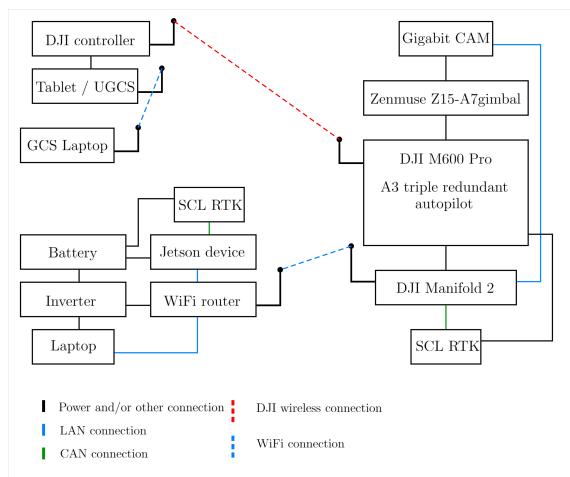 DJI controller
Tablet / UGCS
GCS Laptop
Gigabit CAM
Zenmuse Z15-A7gimbal
DJI M600 Pro
A3 triple redundant
autopilot
SCL RTK
Battery
Jetson device
Inverter
WiFi router
Laptop
DJI Manifold 2
SCL RTK
Power and/or other connection
LAN connection
CAN connection
DJI wireless connection
WiFi connection